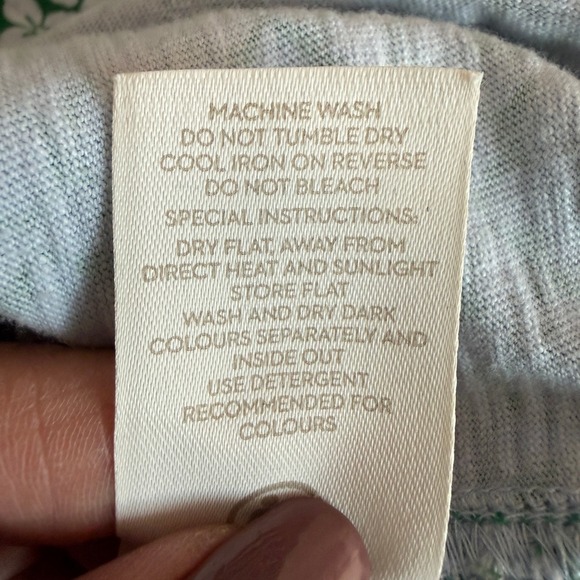 MACHINE WASH
DO NOT TUMBLE DRY
COOL IRON ON REVERSE
DO NOT BLEACH
SPECIAL INSTRUCTIONS:
DRY FLAT, AWAY FROM
DIRECT HEAT AND SUNLIGHT
STORE FLAT
WASH AND DRY DARK
COLOURS SEPARATELY AND
INSIDE OUT
USE DETERGENT
RECOMMENDED FOR
COLOURS